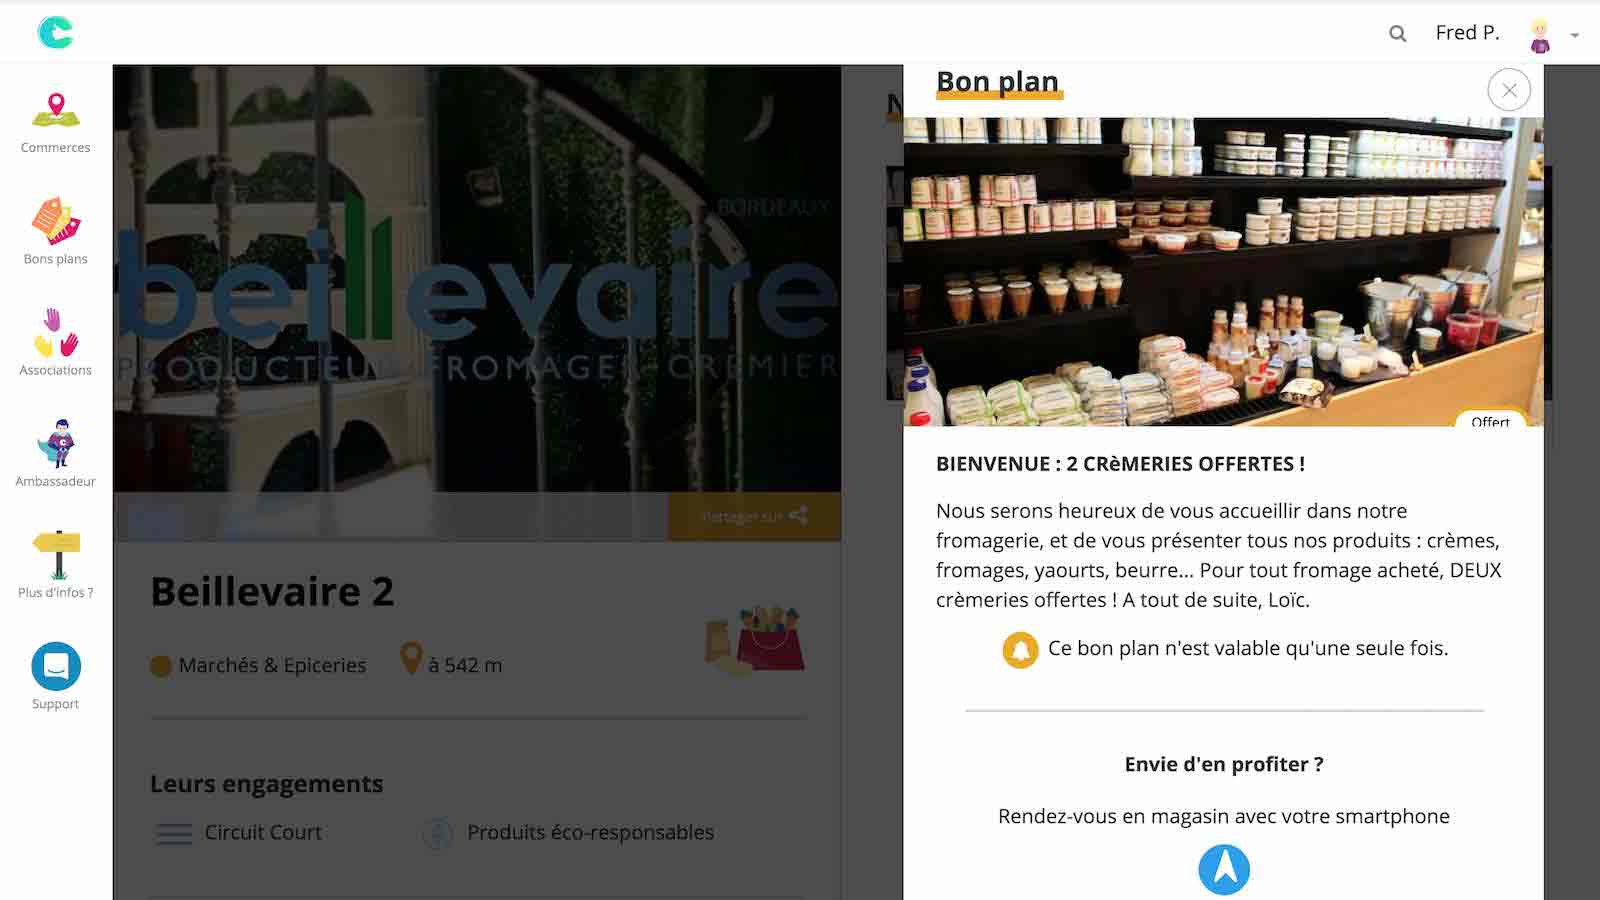 Fred P.
Commerces
Bons plans
Associations
Ambassadeur
Plus d'infos ?
Support
BORDEAUX
beillevaire
PRODUCTEUR FROMAGER CRÉMIER
Partager sur
Beillevaire 2
Marchés & Epiceries
à 542 m
Leurs engagements
Circuit Court
Produits éco-responsables
N
Bon plan
Offert
BIENVENUE : 2 CRèMERIES OFFERTES !
Nous serons heureux de vous accueillir dans notre
fromagerie, et de vous présenter tous nos produits : crèmes,
fromages, yaourts, beurre... Pour tout fromage acheté, DEUX
crèmeries offertes ! A tout de suite, Loïc.
Ce bon plan n'est valable qu'une seule fois.
Envie d'en profiter ?
Rendez-vous en magasin avec votre smartphone